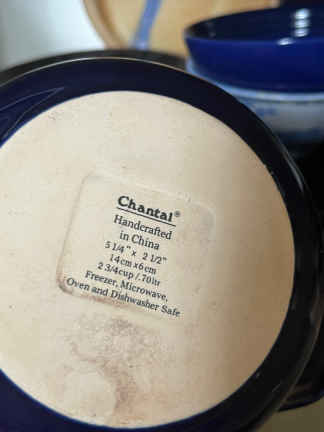 Chantal®
Handcrafted
in China
5 1/4" x 2 1/2"
14cm x 6cm
2 3/4cup /.70ltr
Freezer, Microwave,
Oven and Dishwasher Safe